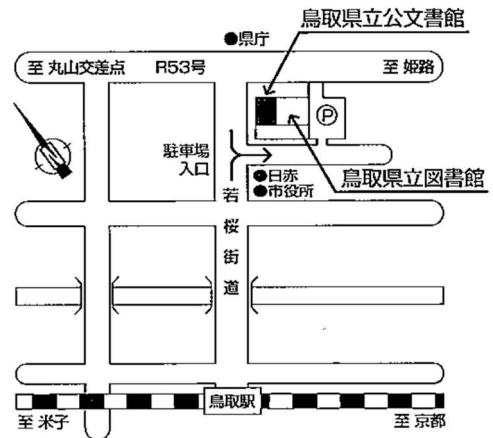 鳥取県立公文書館
●県庁
至 丸山交差点 R53号 至 姫路
Ⓟ
駐車場
入口
鳥取県立図書館
●日赤
●市役所
若桜街道
鳥取駅
至 米子
至 京都